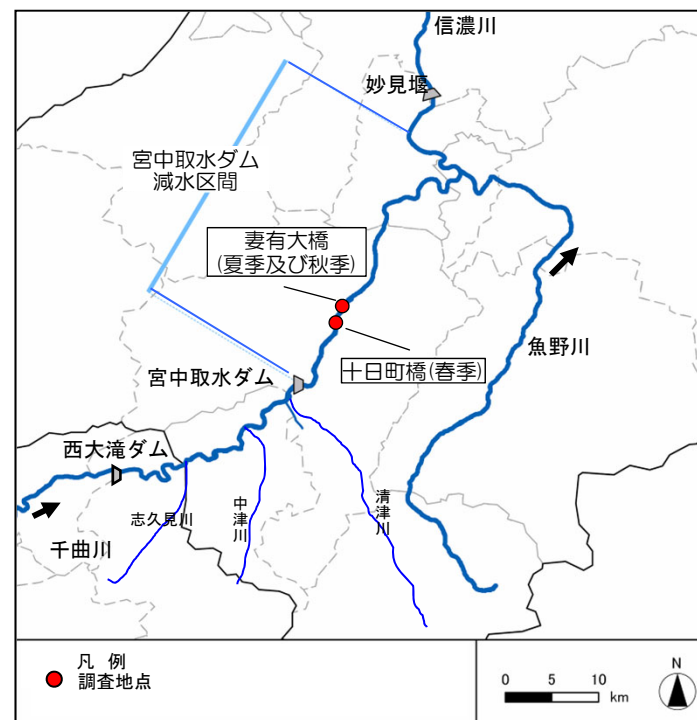 信濃川
妙見堰
宮中取水ダム
減水区間
妻有大橋
(夏季及び秋季)
十日町橋(春季)
魚野川
宮中取水ダム
西大滝ダム
志久見川
中津川
清津川
千曲川
凡 例
調査地点
0 5 10
km
N